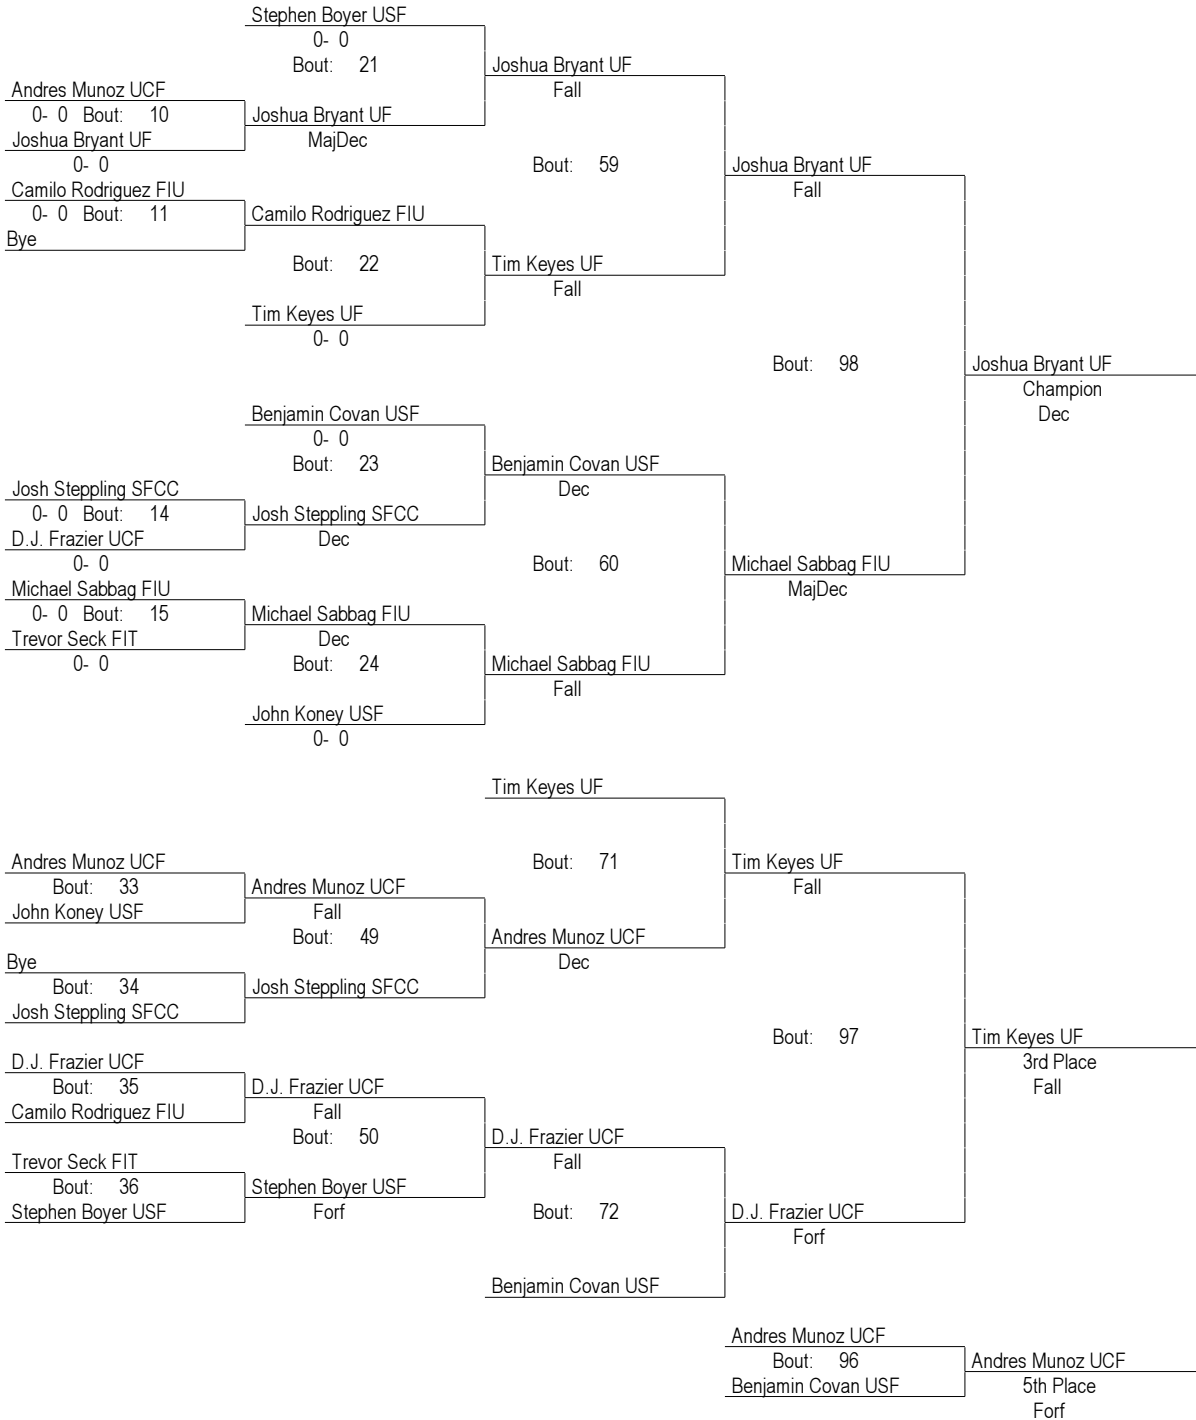 Stephen Boyer USF
0- 0
Bout: 21
Joshua Bryant UF
Fall
Andres Munoz UCF
0- 0 Bout: 10
Joshua Bryant UF
Joshua Bryant UF
MajDec
0- 0
Bout: 59
Joshua Bryant UF
Fall
Camilo Rodriguez FIU
0- 0 Bout: 11
Camilo Rodriguez FIU
Bye
Bout: 22
Tim Keyes UF
Fall
Tim Keyes UF
0- 0
Bout: 98
Joshua Bryant UF
Champion
Dec
Benjamin Covan USF
0- 0
Bout: 23
Benjamin Covan USF
Dec
Josh Steppling SFCC
0- 0 Bout: 14
Josh Steppling SFCC
D.J. Frazier UCF
Dec
0- 0
Bout: 60
Michael Sabbag FIU
MajDec
Michael Sabbag FIU
0- 0 Bout: 15
Michael Sabbag FIU
Trevor Seck FIT
Dec
0- 0
Bout: 24
Michael Sabbag FIU
Fall
John Koney USF
0- 0
Tim Keyes UF
Andres Munoz UCF
Bout: 71
Tim Keyes UF
Fall
Bout: 33
Andres Munoz UCF
John Koney USF
Fall
Bout: 49
Andres Munoz UCF
Dec
Bye
Bout: 34
Josh Steppling SFCC
Josh Steppling SFCC
Bout: 97
Tim Keyes UF
3rd Place
Fall
D.J. Frazier UCF
Bout: 35
D.J. Frazier UCF
Camilo Rodriguez FIU
Fall
Bout: 50
D.J. Frazier UCF
Fall
Trevor Seck FIT
Bout: 36
Stephen Boyer USF
Stephen Boyer USF
Forf
Bout: 72
D.J. Frazier UCF
Forf
Benjamin Covan USF
Andres Munoz UCF
Bout: 96
Andres Munoz UCF
Benjamin Covan USF
5th Place
Forf